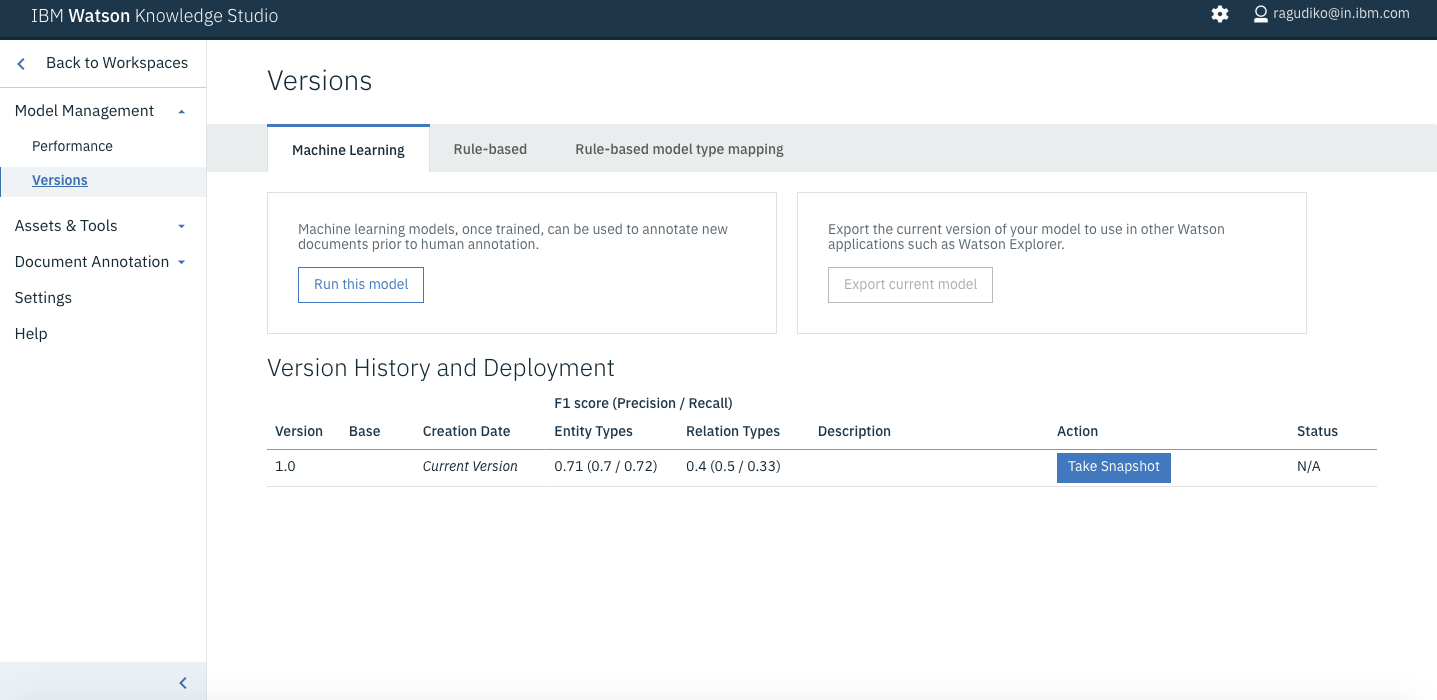 IBM Watson Knowledge Studio
ragudiko@in.ibm.com
Back to Workspaces
Model Management
Performance
Versions
Assets & Tools
Document Annotation
Settings
Help
Versions
Machine Learning
Rule-based
Rule-based model type mapping
Machine learning models, once trained, can be used to annotate new
documents prior to human annotation.
Run this model
Export the current version of your model to use in other Watson
applications such as Watson Explorer.
Export current model
Version History and Deployment
F1 score (Precision / Recall)
Version Base Creation Date Entity Types Relation Types Description Action Status
1.0 Current Version 0.71 (0.7 / 0.72) 0.4 (0.5 / 0.33) Take Snapshot N/A